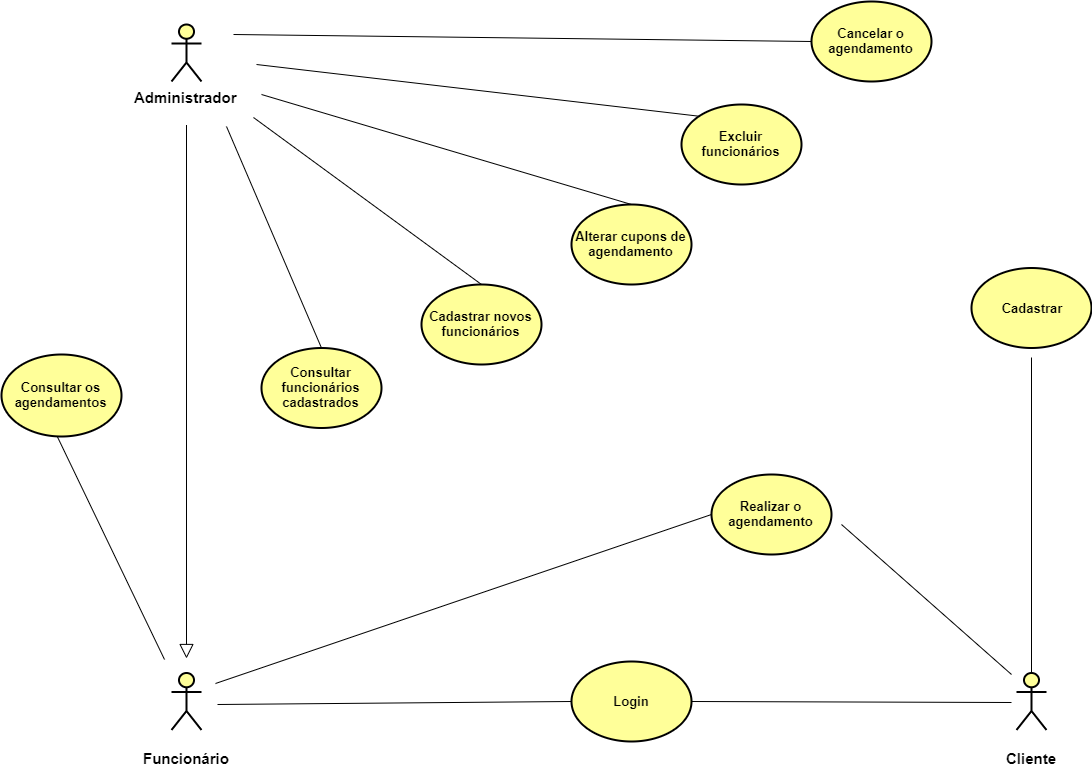 Cancelar o
agendamento
Administrador
Excluir
funcionários
Alterar cupons de
agendamento
Cadastrar
Cadastrar novos
funcionários
Consultar
funcionários
cadastrados
Consultar os
agendamentos
Realizar o
agendamento
Login
Funcionário
Cliente